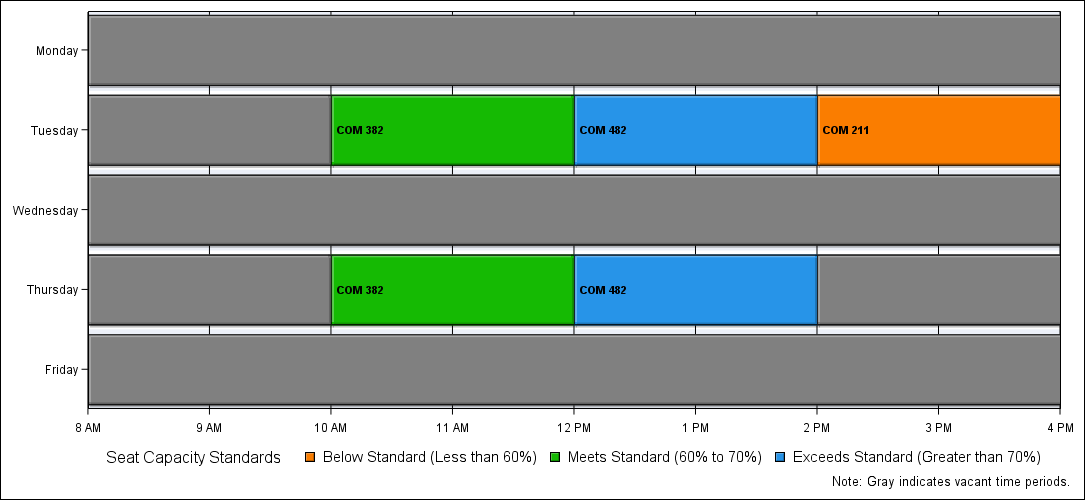 Monday
Tuesday
COM 382
COM 482
COM 211
Wednesday
Thursday
COM 382
COM 482
Friday
8 AM
9 AM
10 AM
11 AM
12 PM
1 PM
2 PM
3 PM
4 PM
Seat Capacity Standards
Below Standard (Less than 60%)
Meets Standard (60% to 70%)
Exceeds Standard (Greater than 70%)
Note: Gray indicates vacant time periods.